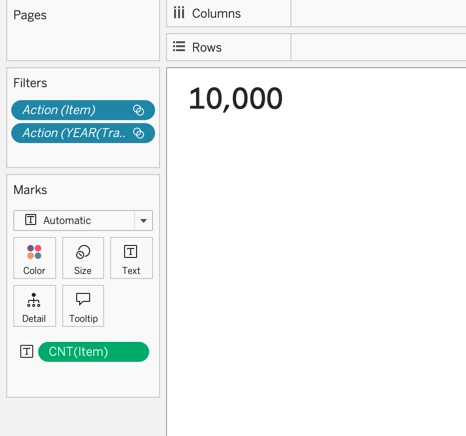 Pages
Columns
Rows
Filters
Action (Item)
Action (YEAR(Tra..
10,000
Marks
T Automatic
Color Size Text
T
Detail Tooltip
T CNT(Item)